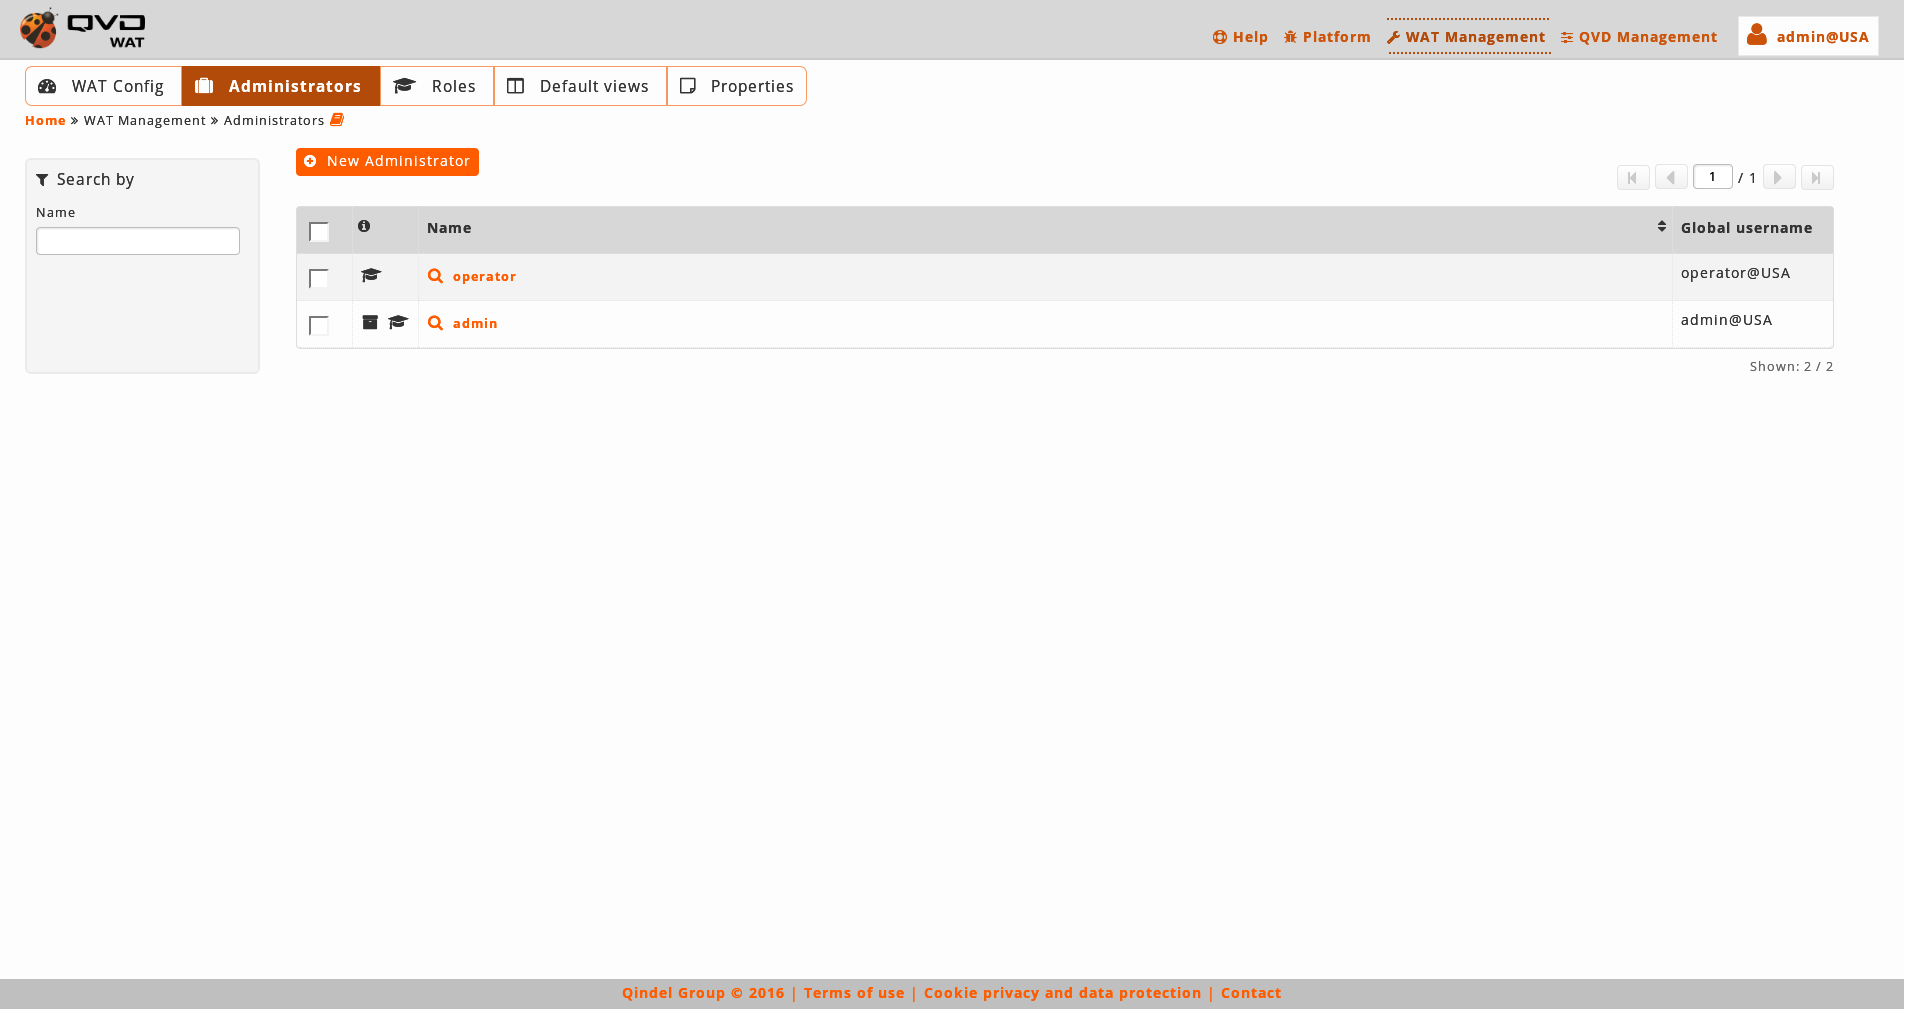 QVD
WAT
Help Platform WAT Management QVD Management admin@USA
WAT Config Administrators Roles Default views Properties
Home » WAT Management » Administrators
New Administrator
Search by
1 / 1
Name
Name Global username
operator operator@USA
admin admin@USA
Shown: 2 / 2
Qindel Group © 2016 | Terms of use | Cookie privacy and data protection | Contact